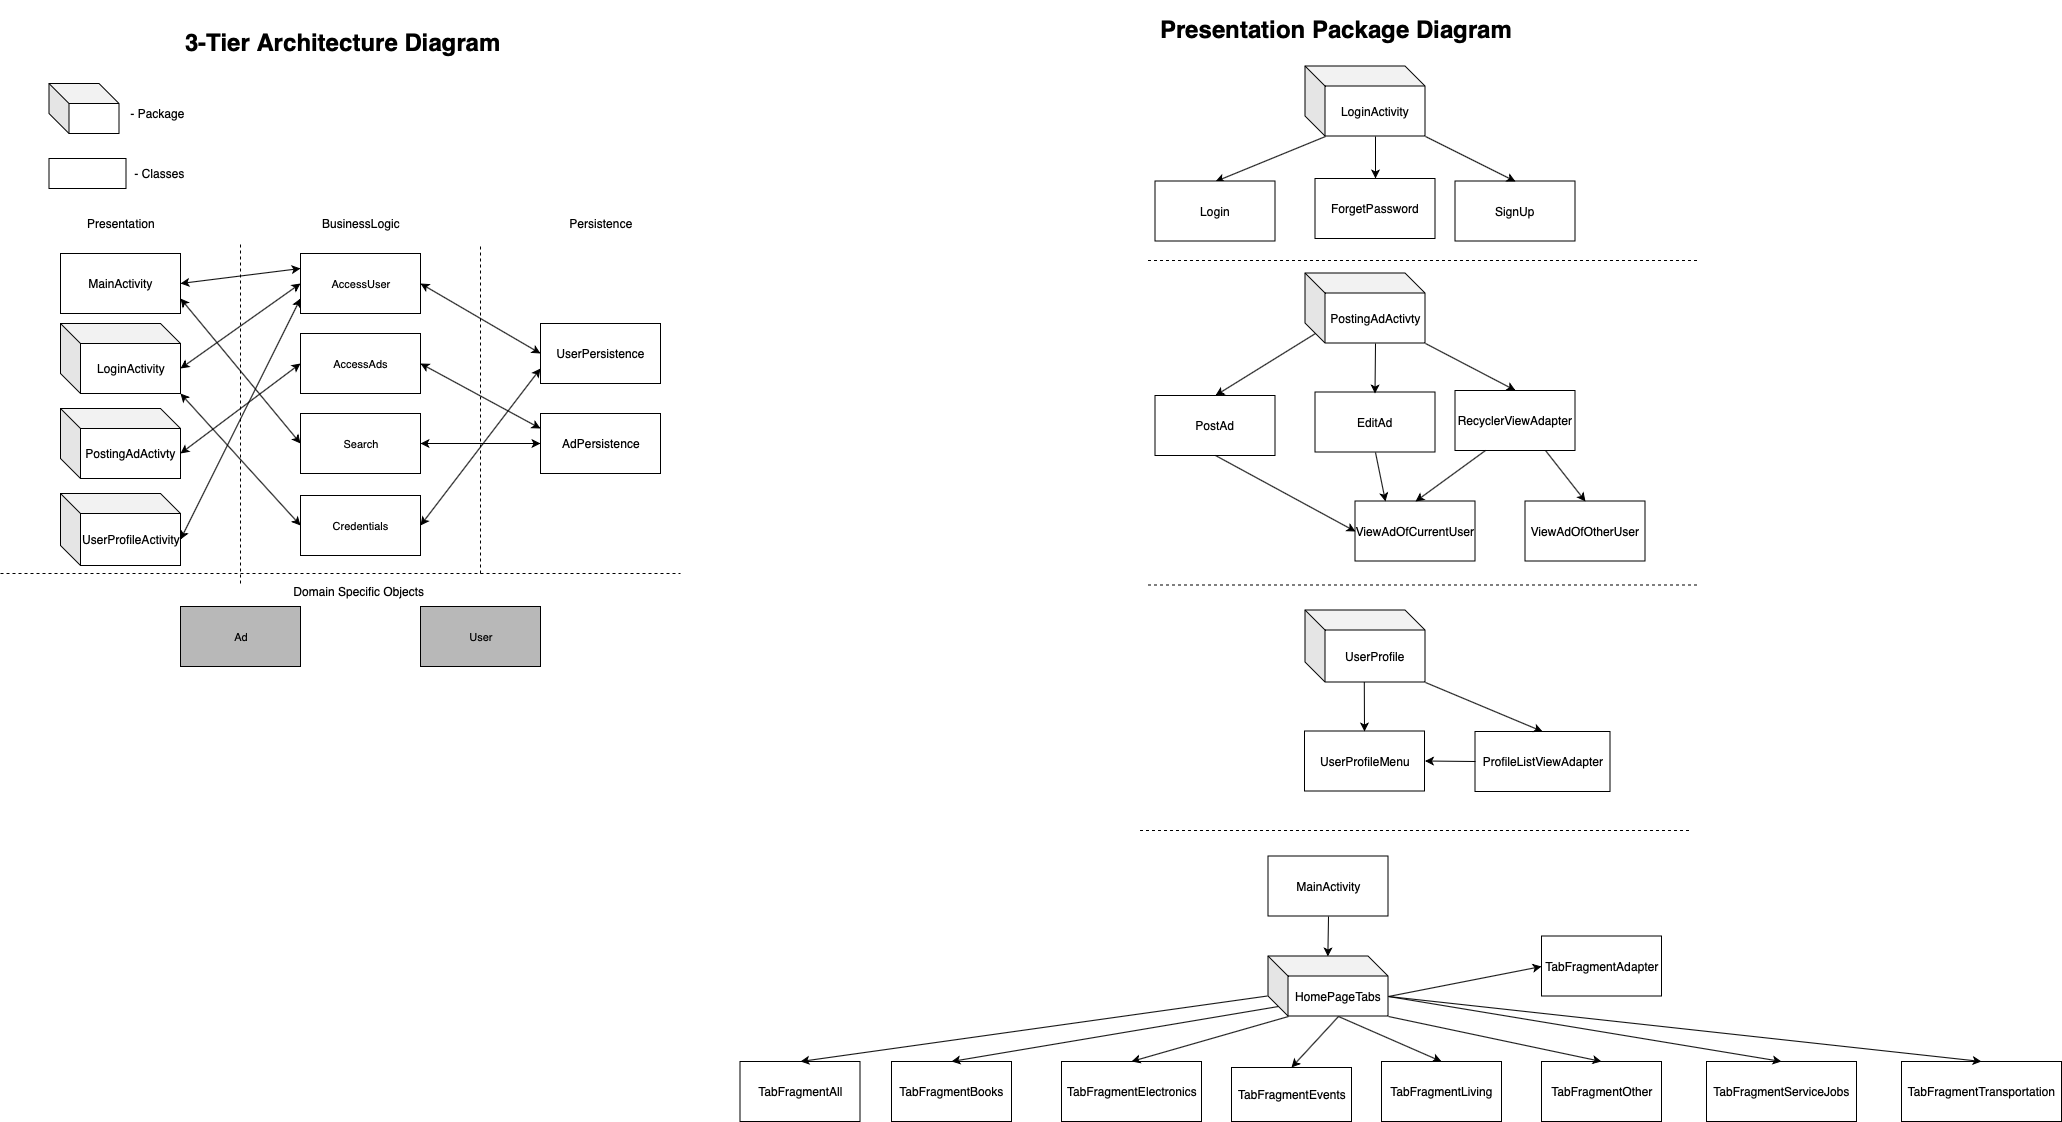 3-Tier Architecture Diagram
- Package
- Classes
Presentation
BusinessLogic
Persistence
MainActivity
AccessUser
LoginActivity
AccessAds
UserPersistence
PostingAdActivty
Search
AdPersistence
UserProfileActivity
Credentials
Domain Specific Objects
Ad
User
Presentation Package Diagram
LoginActivity
Login
ForgetPassword
SignUp
PostingAdActivty
PostAd
EditAd
RecyclerViewAdapter
ViewAdOfCurrentUser
ViewAdOfOtherUser
UserProfile
UserProfileMenu
ProfileListViewAdapter
MainActivity
TabFragmentAdapter
HomePageTabs
TabFragmentAll
TabFragmentBooks
TabFragmentElectronics
TabFragmentEvents
TabFragmentLiving
TabFragmentOther
TabFragmentServiceJobs
TabFragmentTransportation